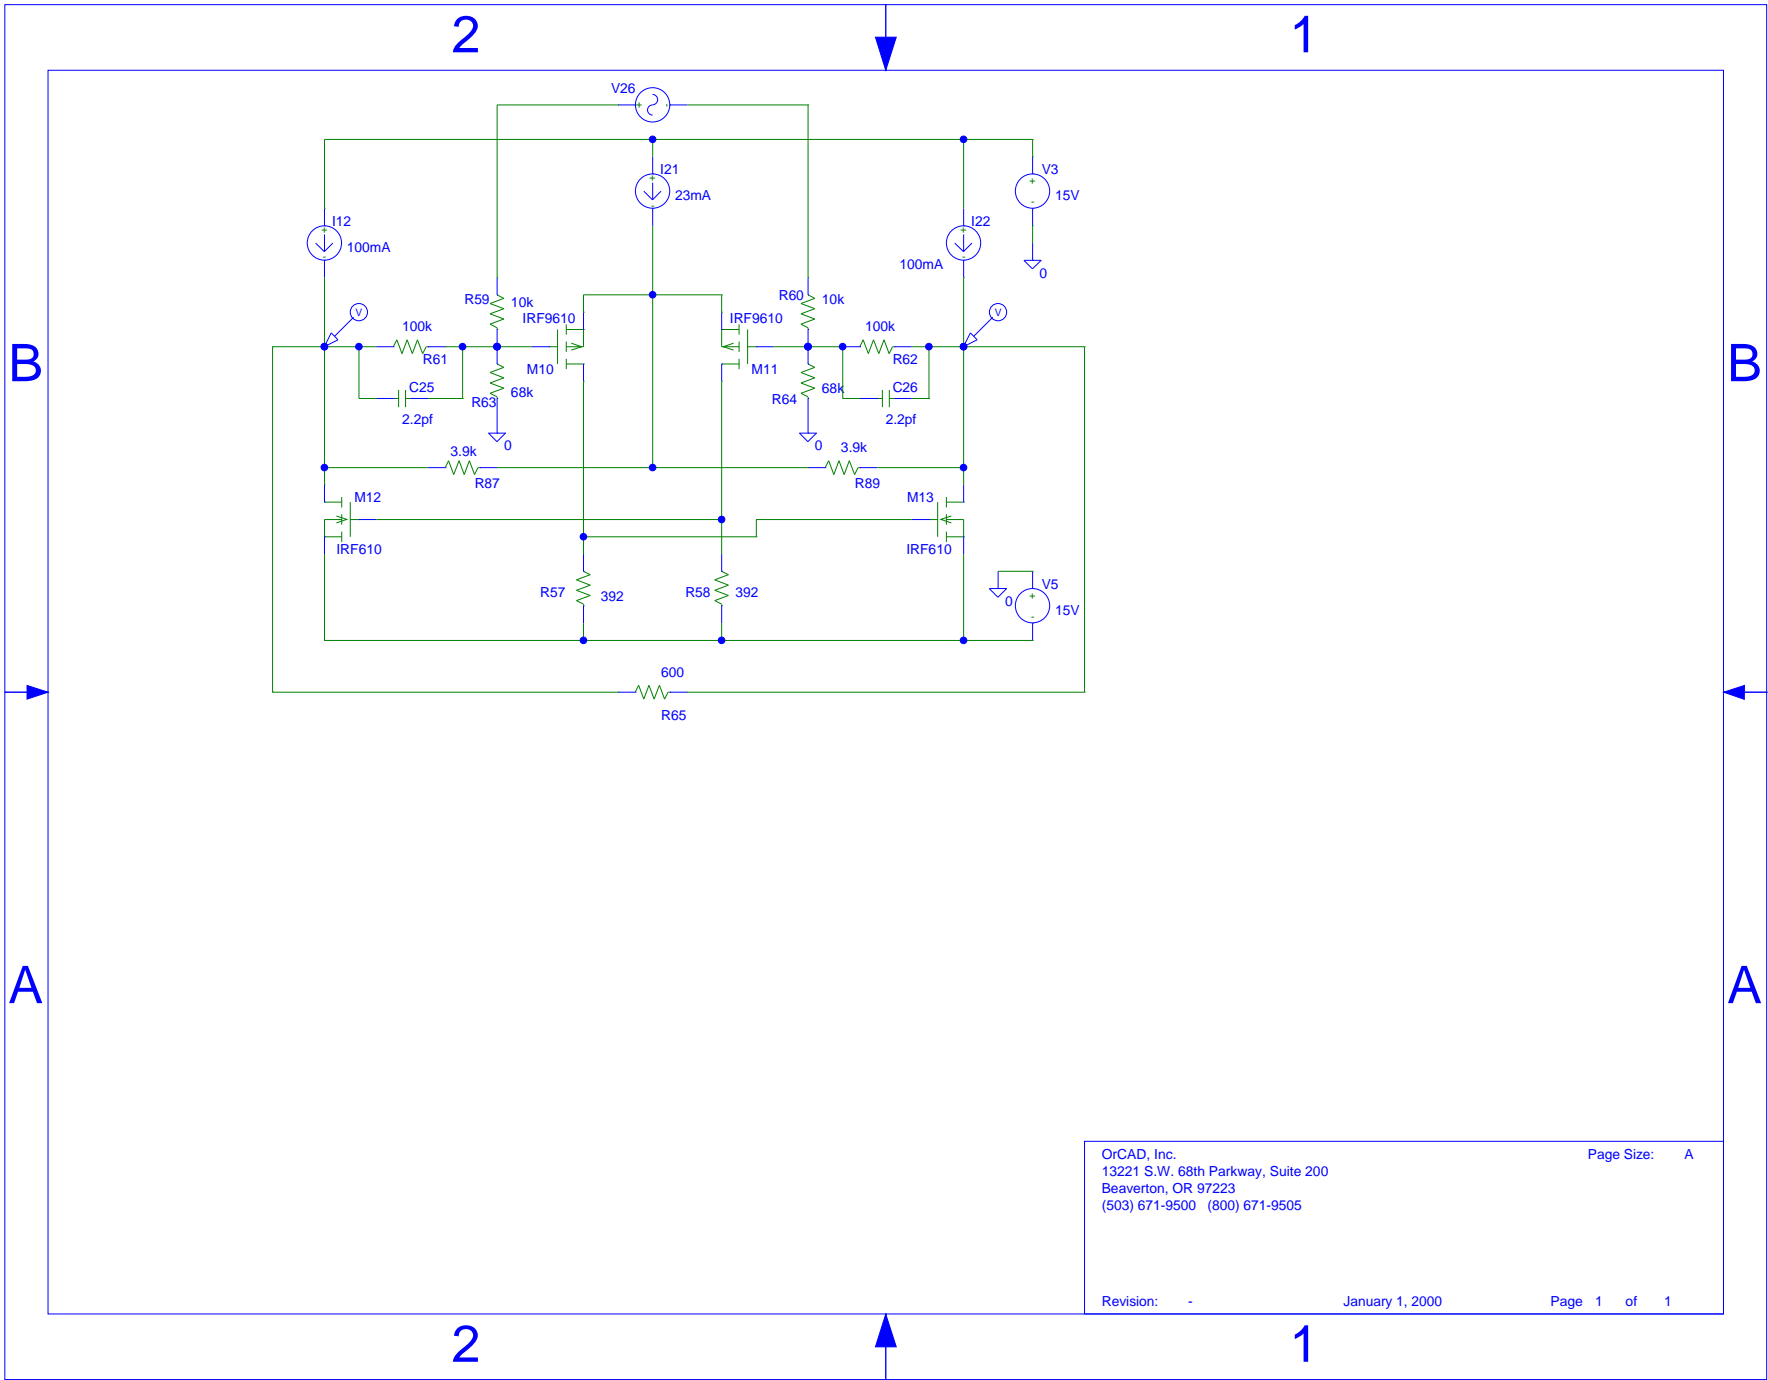 2
1
V26
I21
23mA
V3
15V
0
I12
100mA
I22
100mA
V
V
R59
10k
R60
10k
IRF9610
IRF9610
100k
R61
100k
R62
M10
M11
C25
2.2pf
R63
68k
0
R64
68k
C26
2.2pf
0
B
B
3.9k
R87
3.9k
R89
M12
IRF610
M13
IRF610
R57
392
R58
392
0
V5
15V
600
R65
A
A
OrCAD, Inc.
13221 S.W. 68th Parkway, Suite 200
Beaverton, OR 97223
(503) 671-9500 (800) 671-9505
Page Size: A
Revision: - January 1, 2000 Page 1 of 1
2
1